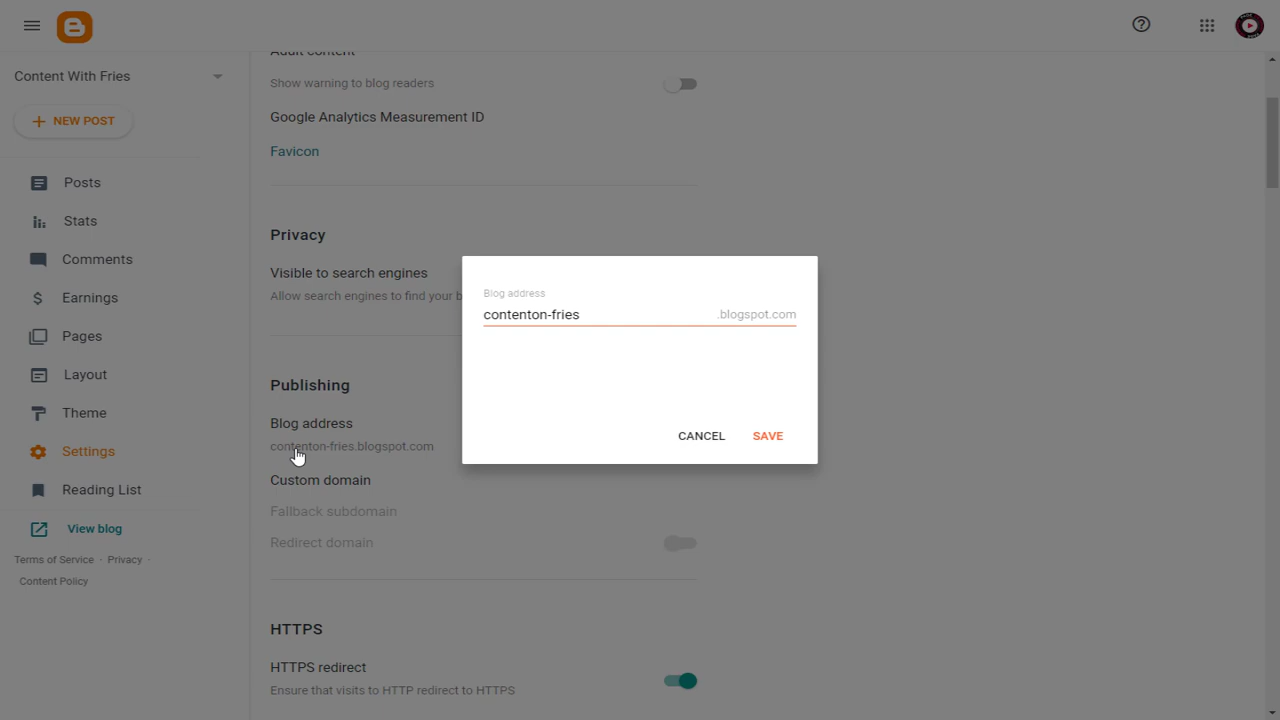 Content With Fries
NEW POST
Posts
Stats
Comments
Earnings
Pages
Layout
Theme
Settings
Reading List
View blog
Terms of Service · Privacy ·
Content Policy
Adult content
Show warning to blog readers
Google Analytics Measurement ID
Favicon
Privacy
Visible to search engines
Allow search engines to find your b
Publishing
Blog address
contenton-fries.blogspot.com
Custom domain
Fallback subdomain
Redirect domain
HTTPS
HTTPS redirect
Ensure that visits to HTTP redirect to HTTPS
Blog address
contenton-fries .blogspot.com
CANCEL SAVE